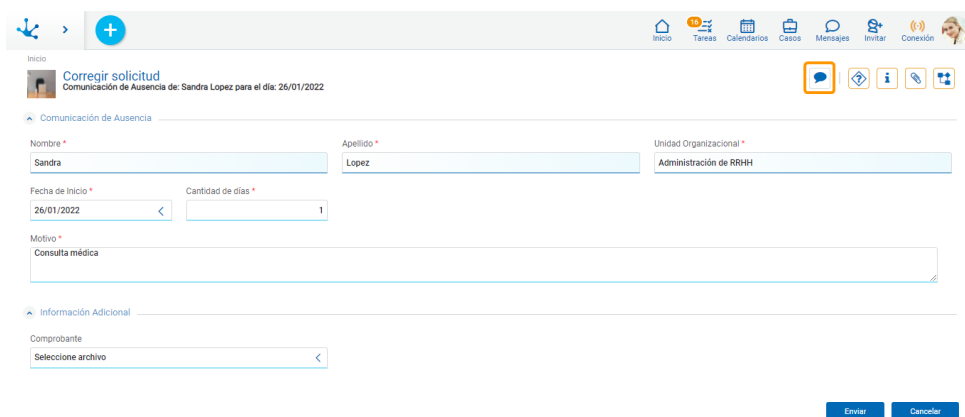 16
Inicio
Tareas
Calendarios
Casos
Mensajes
Invitar
Conexión
Inicio
Corregir solicitud
Comunicación de Ausencia de: Sandra Lopez para el día: 26/01/2022
Comunicación de Ausencia
Nombre *
Apellido *
Unidad Organizacional *
Sandra
Lopez
Administración de RRHH
Fecha de Inicio *
Cantidad de días *
26/01/2022
1
Motivo *
Consulta médica
Información Adicional
Comprobante
Seleccione archivo
Enviar
Cancelar